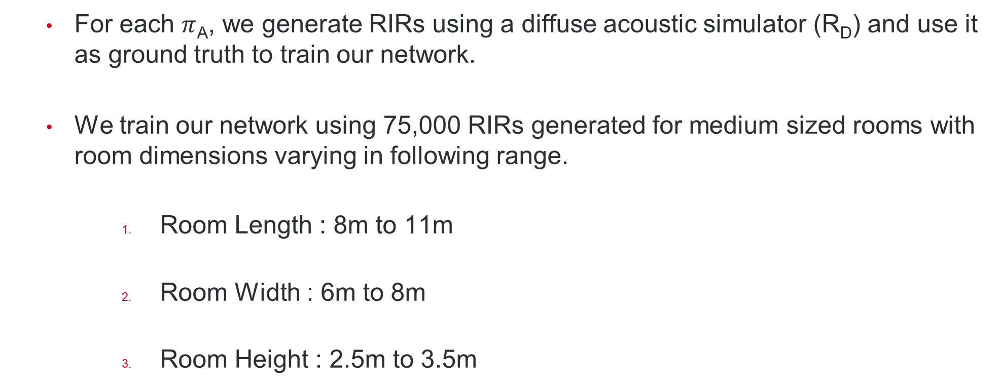 • For each π_A, we generate RIRs using a diffuse acoustic simulator (R_D) and use it
as ground truth to train our network.
• We train our network using 75,000 RIRs generated for medium sized rooms with
room dimensions varying in following range.
1. Room Length : 8m to 11m
2. Room Width : 6m to 8m
3. Room Height : 2.5m to 3.5m